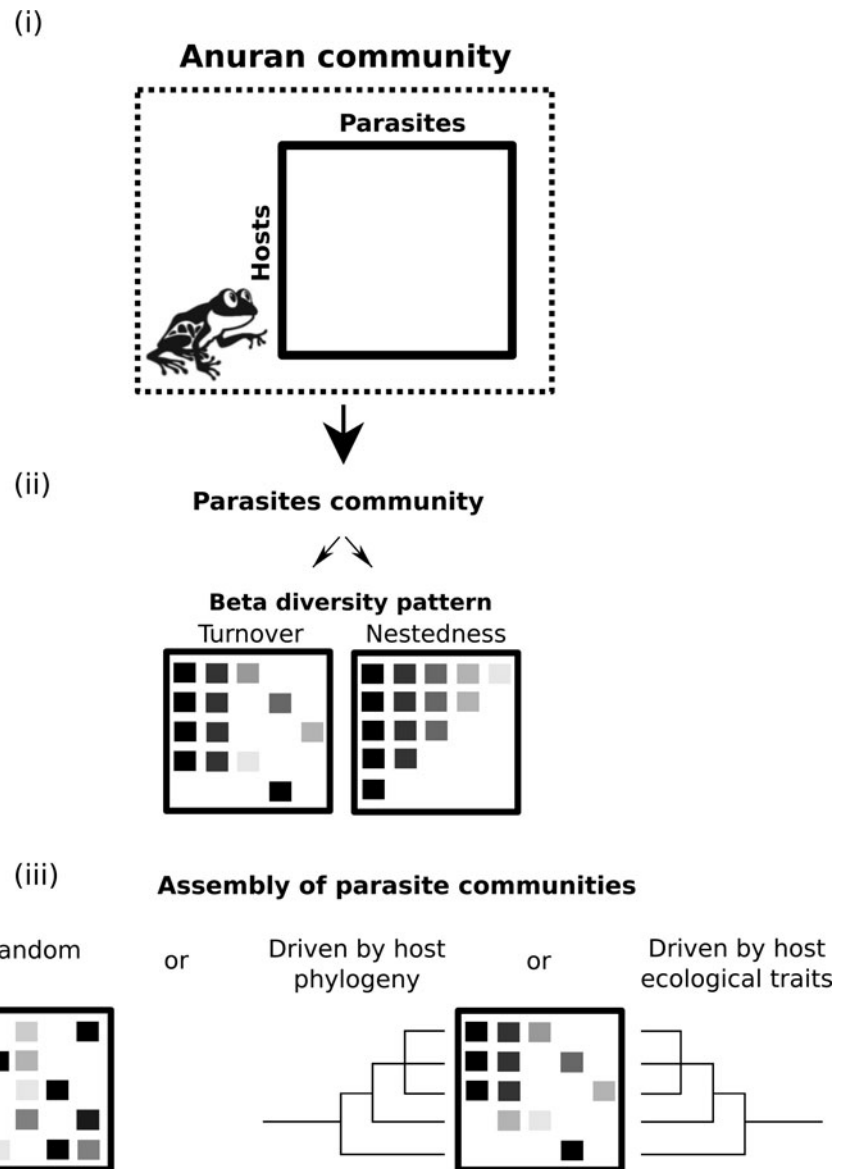 (i)
Anuran community
Parasites
Hosts
(ii)
Parasites community
Beta diversity pattern
Turnover
Nestedness
(iii)
Assembly of parasite communities
andom
or
Driven by host
phylogeny
or
Driven by host
ecological traits